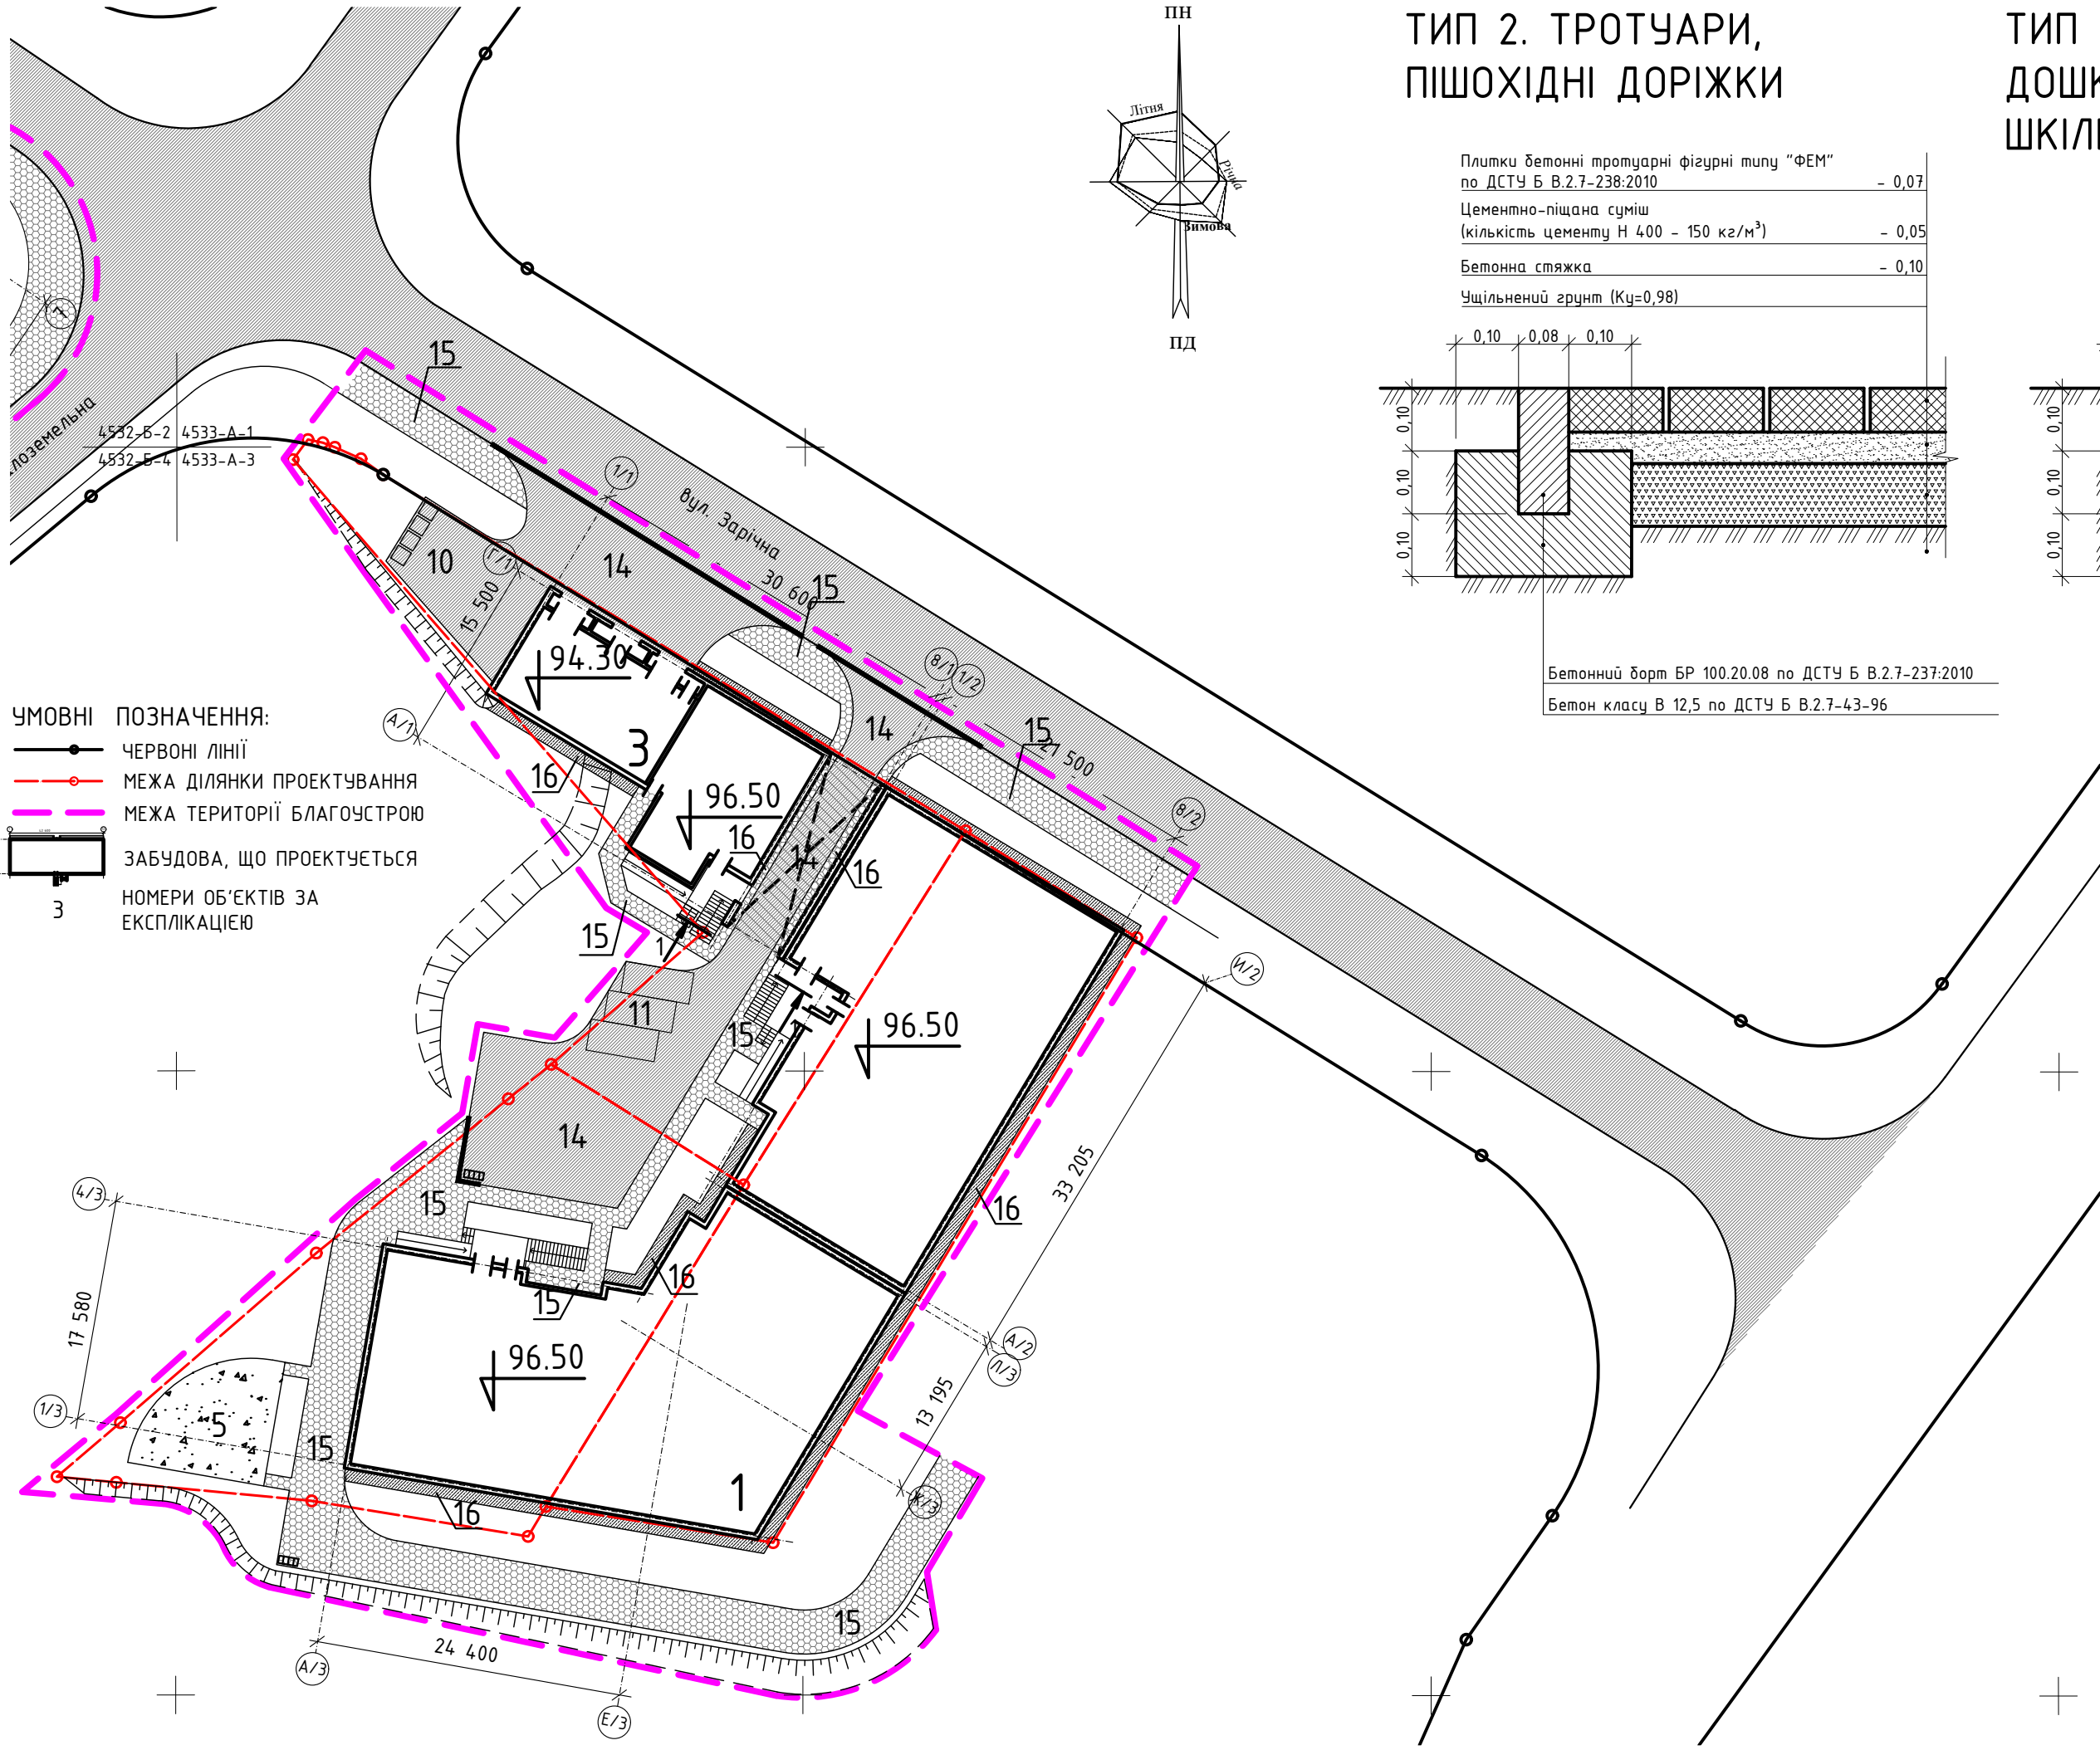 ПН
Літня
Річна
Зимова
ПД
ТИП 2. ТРОТУАРИ,
ПІШОХІДНІ ДОРІЖКИ
ТИП
Плитки бетонні тротуарні фігурні типу "ФЕМ"
по ДСТУ Б В.2.7-238:2010 - 0,07
Цементно-піщана суміш
(кількість цементу Н 400 - 150 кг/м³) - 0,05
Бетонна стяжка - 0,10
Ущільнений грунт (Ку=0,98)
0,10 0,08 0,10
0,10
0,10
0,10
0,10
0,10
0,10
Бетонний борт БР 100.20.08 по ДСТУ Б В.2.7-237:2010
Бетон класу В 12,5 по ДСТУ Б В.2.7-43-96
7
4532-Б-2 4533-А-1
4532-Б-4 4533-А-3
15
1/1
вул. Зарічна
30 600
15
Г/1
10
14
15 500
94.30
3
А/1
16
8/1
1/2
14
15
21 500
8/2
96.50
16
14
16
15
1
11
И/2
15
96.50
14
33 205
16
4/3
15
16
15
17 580
96.50
А/2
Л/3
13 195
1/3
5
15
16
1
Ж/3
15
24 400
А/3
Е/3
УМОВНІ ПОЗНАЧЕННЯ:
ЧЕРВОНІ ЛІНІЇ
МЕЖА ДІЛЯНКИ ПРОЕКТУВАННЯ
МЕЖА ТЕРИТОРІЇ БЛАГОУСТРОЮ
ЗАБУДОВА, ЩО ПРОЕКТУЄТЬСЯ
3
НОМЕРИ ОБ'ЄКТІВ ЗА
ЕКСПЛІКАЦІЄЮ